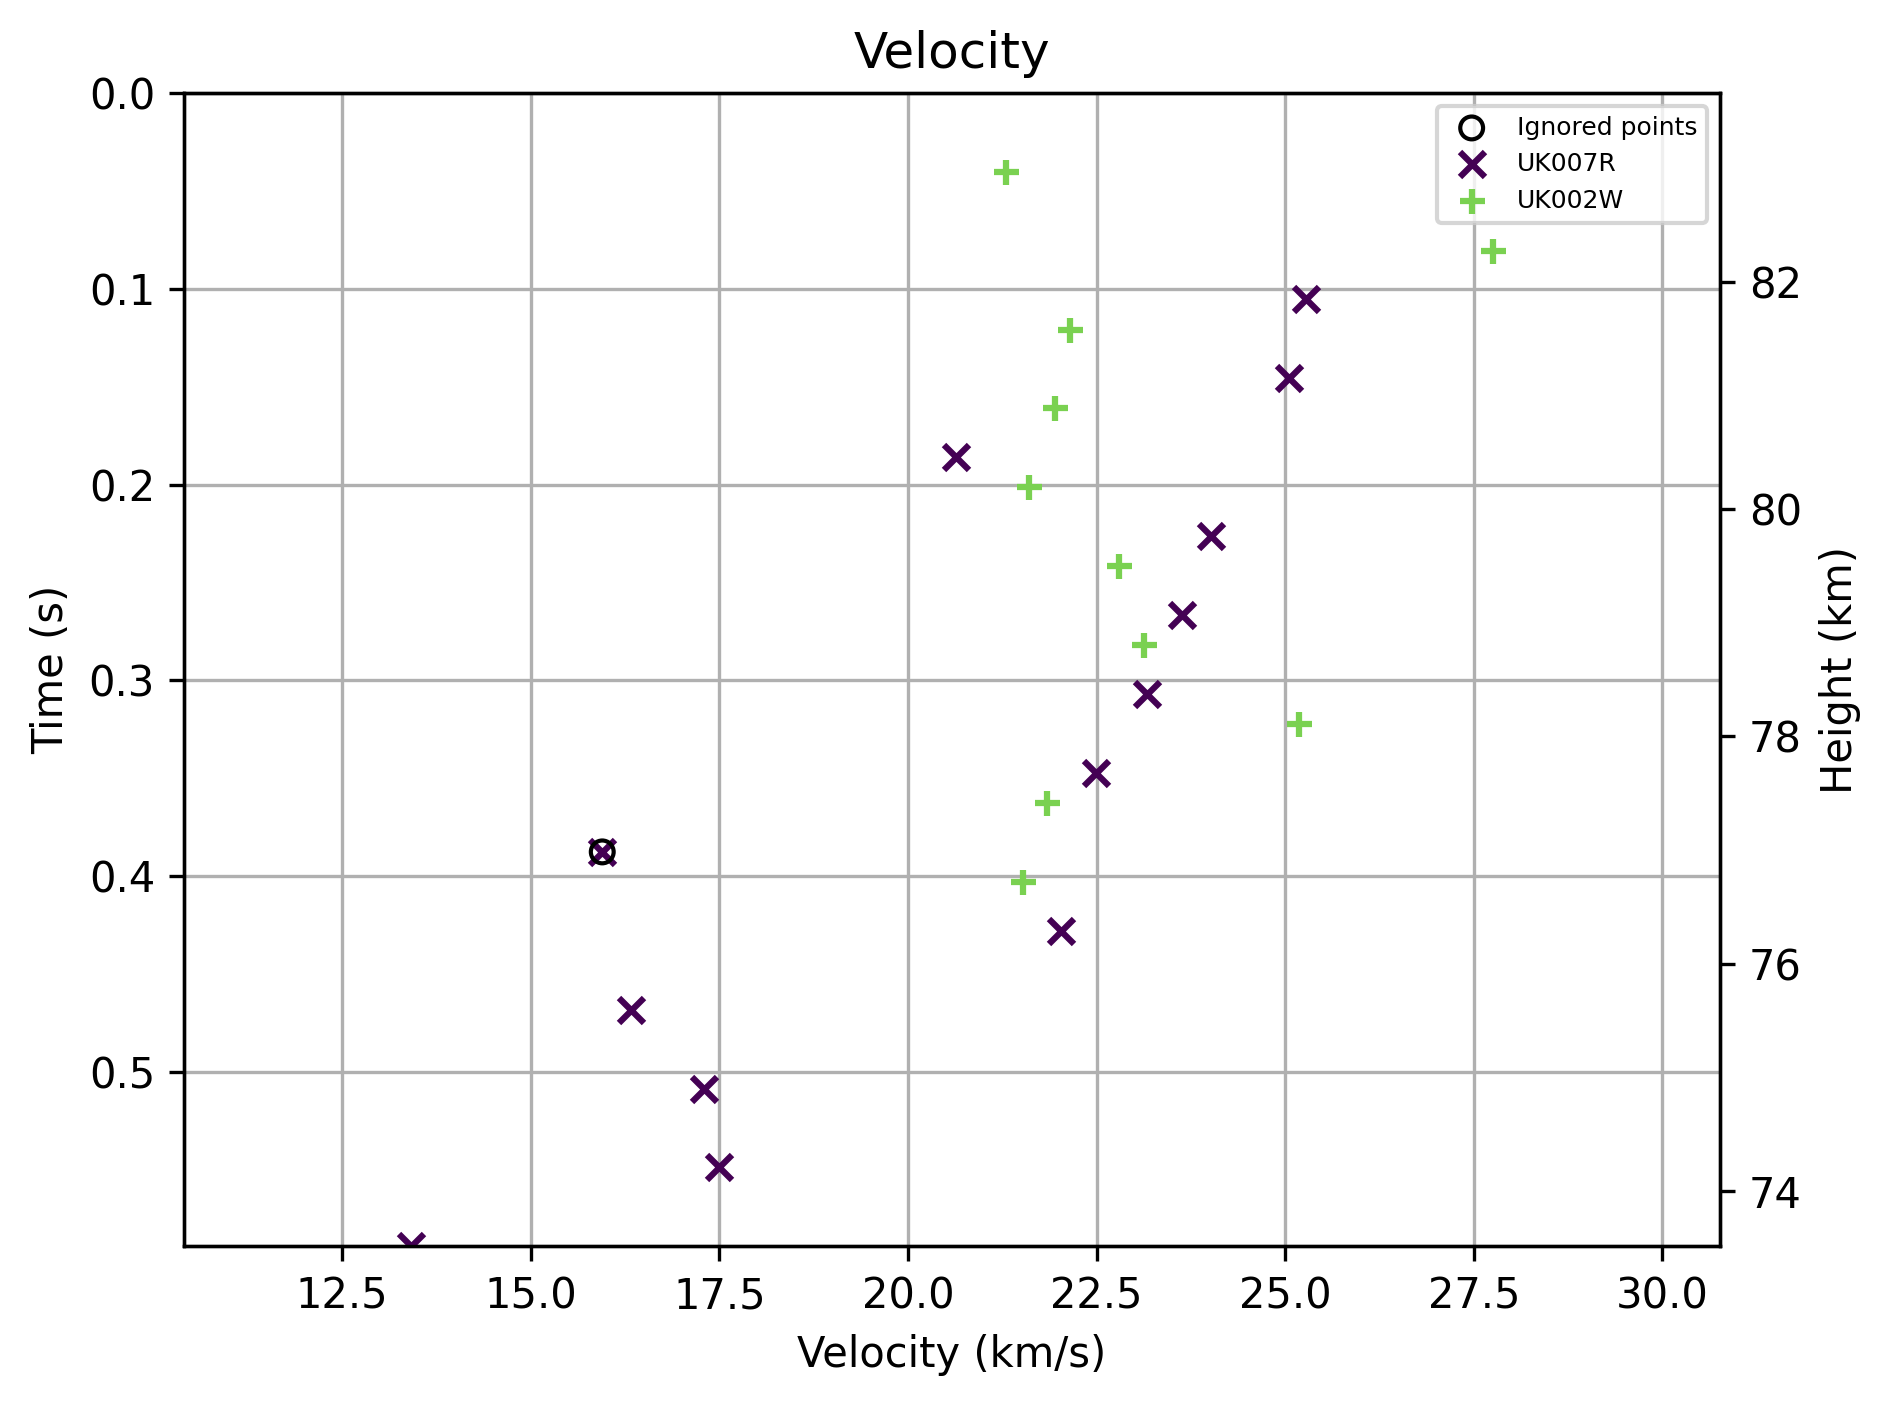 Velocity
Ignored points
UK007R
UK002W
0.0
0.1
0.2
0.3
0.4
0.5
Time (s)
82
80
78
76
74
Height (km)
12.5 15.0 17.5 20.0 22.5 25.0 27.5 30.0
Velocity (km/s)